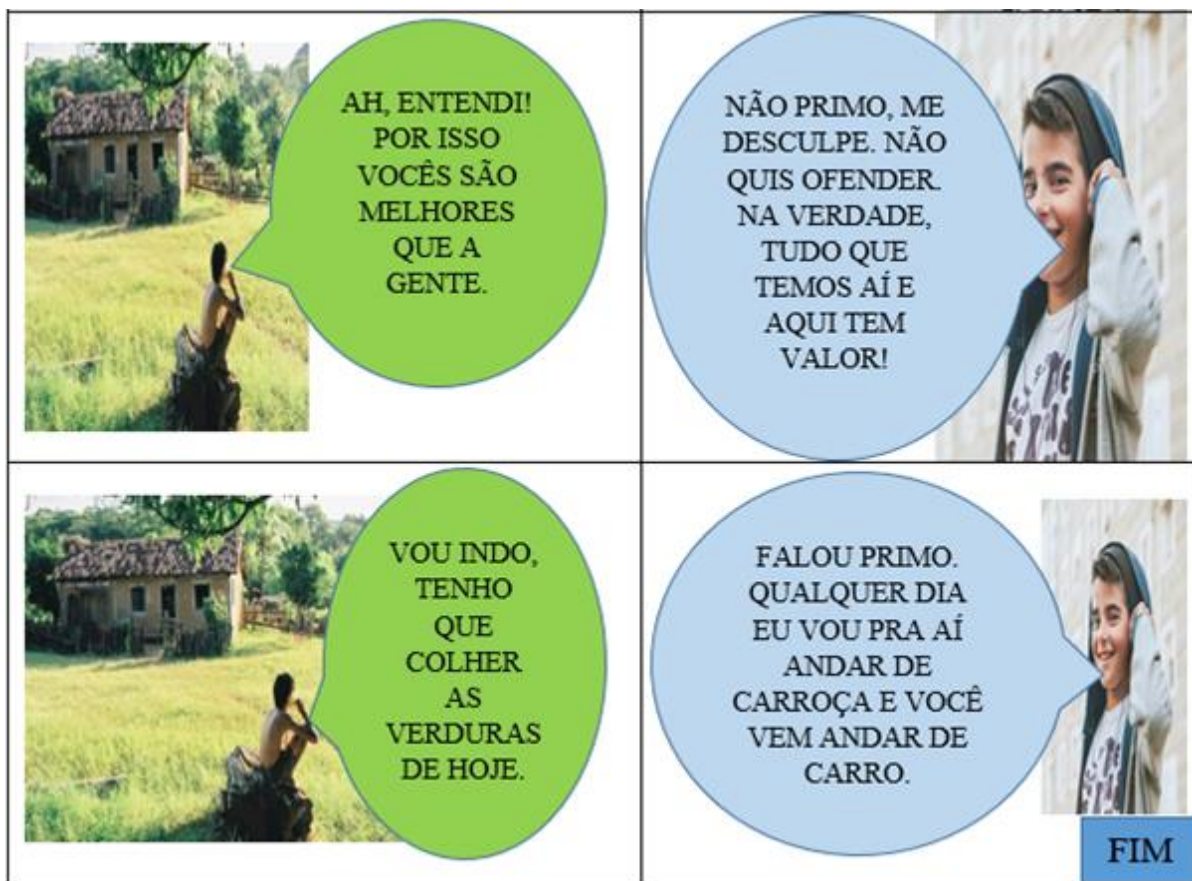 AH, ENTENDI!
POR ISSO
VOCÊS SÃO
MELHORES
QUE A
GENTE.
NÃO PRIMO, ME
DESCULPE. NÃO
QUIS OFENDER.
NA VERDADE,
TUDO QUE
TEMOS AÍ E
AQUI TEM
VALOR!
VOU INDO,
TENHO
QUE
COLHER
AS
VERDURAS
DE HOJE.
FALOU PRIMO.
QUALQUER DIA
EU VOU PRA AÍ
ANDAR DE
CARROÇA E VOCÊ
VEM ANDAR DE
CARRO.
FIM